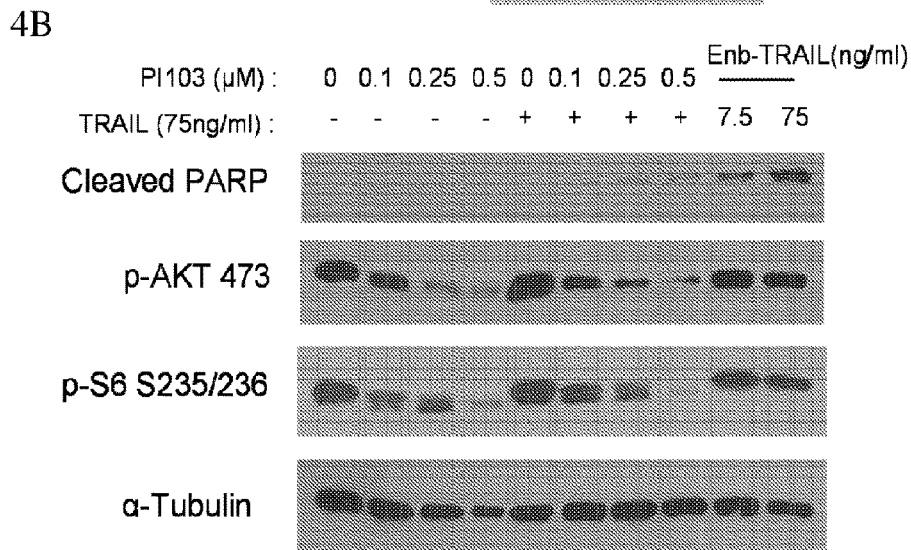 4B
Enb-TRAIL(ng/ml)
PI103 (µM) : 0 0.1 0.25 0.5 0 0.1 0.25 0.5
TRAIL (75ng/ml) : - - - - + + + + 7.5 75
Cleaved PARP
p-AKT 473
p-S6 S235/236
α-Tubulin